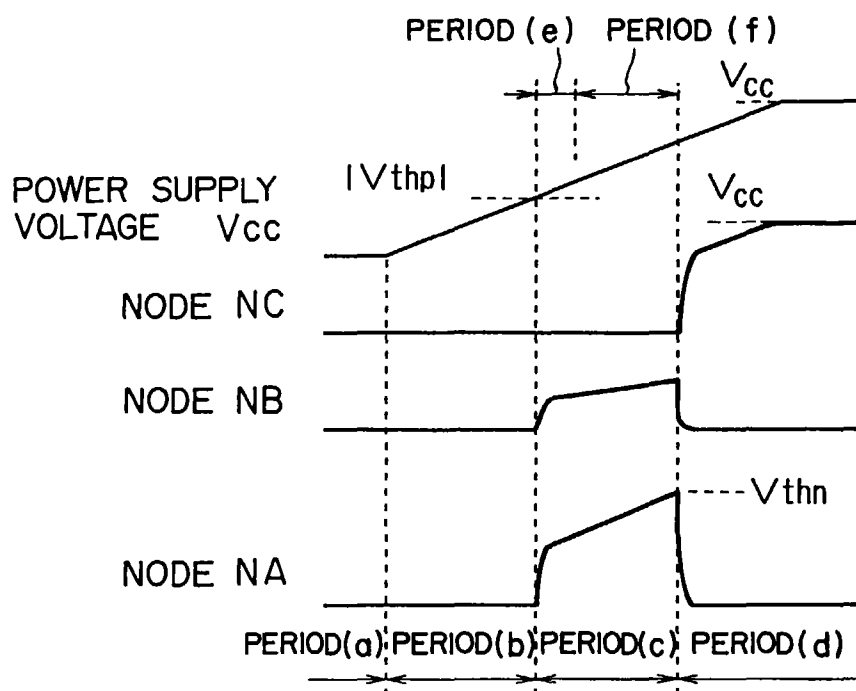 PERIOD (e) PERIOD (f)
Vcc
|Vthp|
POWER SUPPLY
VOLTAGE Vcc
Vcc
NODE NC
NODE NB
Vthn
NODE NA
PERIOD(a) PERIOD(b) PERIOD(c) PERIOD(d)